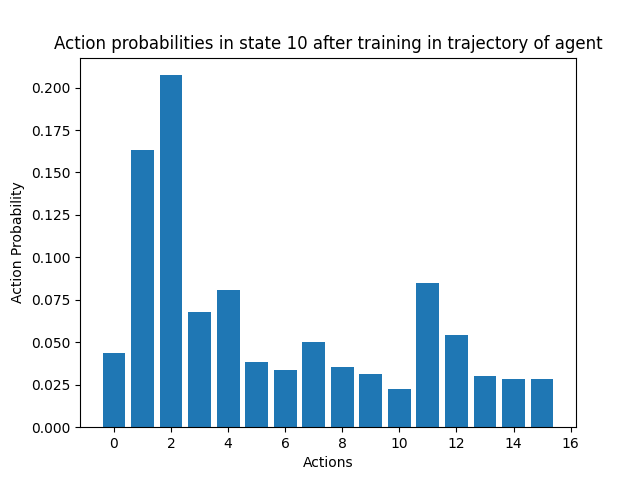 Action probabilities in state 10 after training in trajectory of agent
0.200
0.175
0.150
0.125
0.100
0.075
0.050
0.025
0.000
Action Probability
0 2 4 6 8 10 12 14 16
Actions